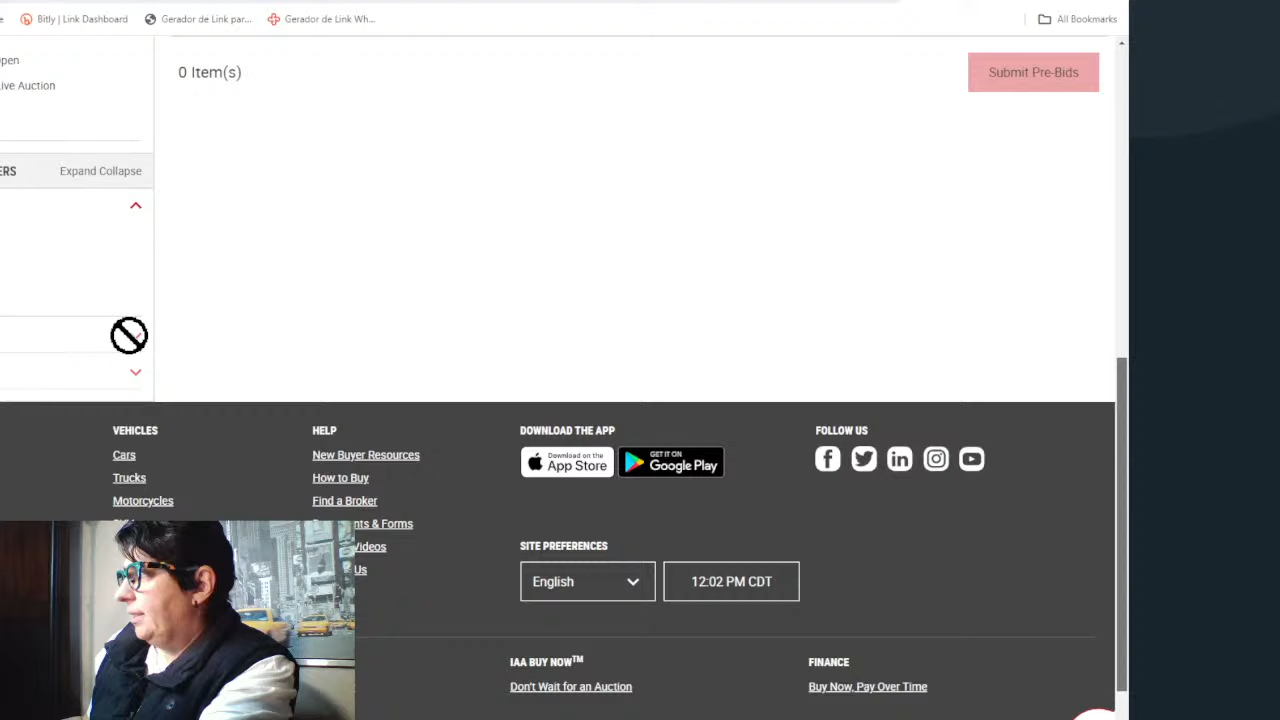 Bitly | Link Dashboard
Gerador de Link par...
Gerador de Link Wh...
All Bookmarks
0 Item(s)
Submit Pre-Bids
ive Auction
Expand Collapse
VEHICLES
Cars
Trucks
Motorcycles
HELP
New Buyer Resources
How to Buy
Find a Broker
nts & Forms
Videos
Us
DOWNLOAD THE APP
Download on the
App Store
GET IT ON
Google Play
FOLLOW US
SITE PREFERENCES
English
12:02 PM CDT
IAA BUY NOW™
Don't Wait for an Auction
FINANCE
Buy Now, Pay Over Time